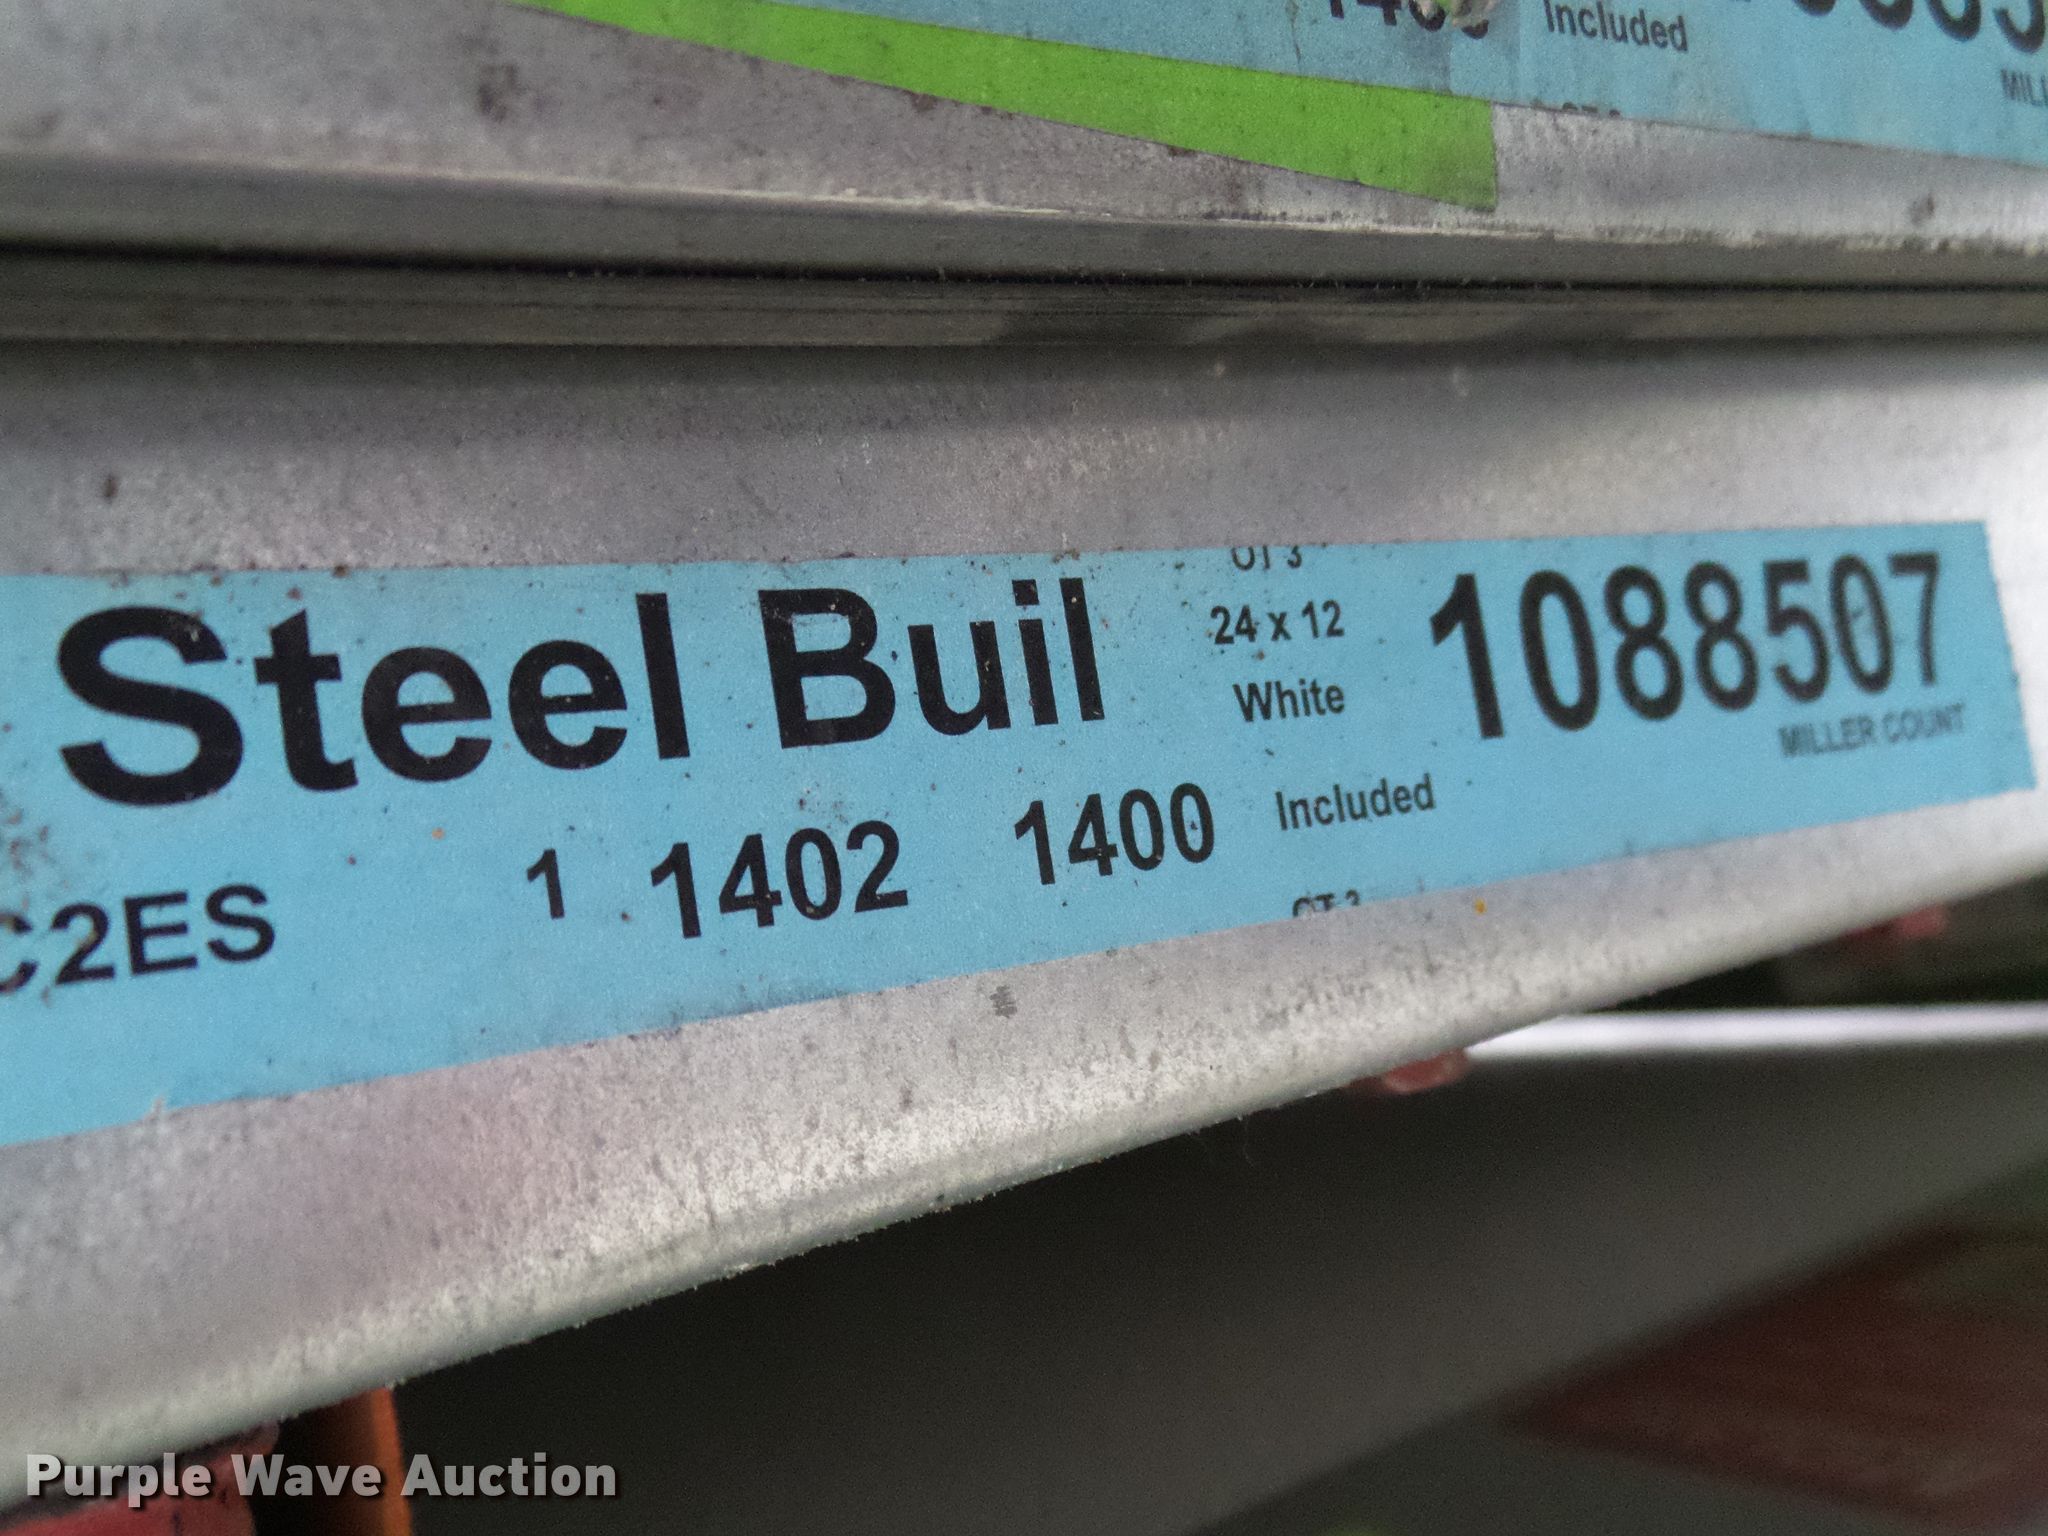 Included
Steel Buil
24 x 12
White
1088507
MILLER COUNT
C2ES 1 1402 1400 Included
Purple Wave Auction